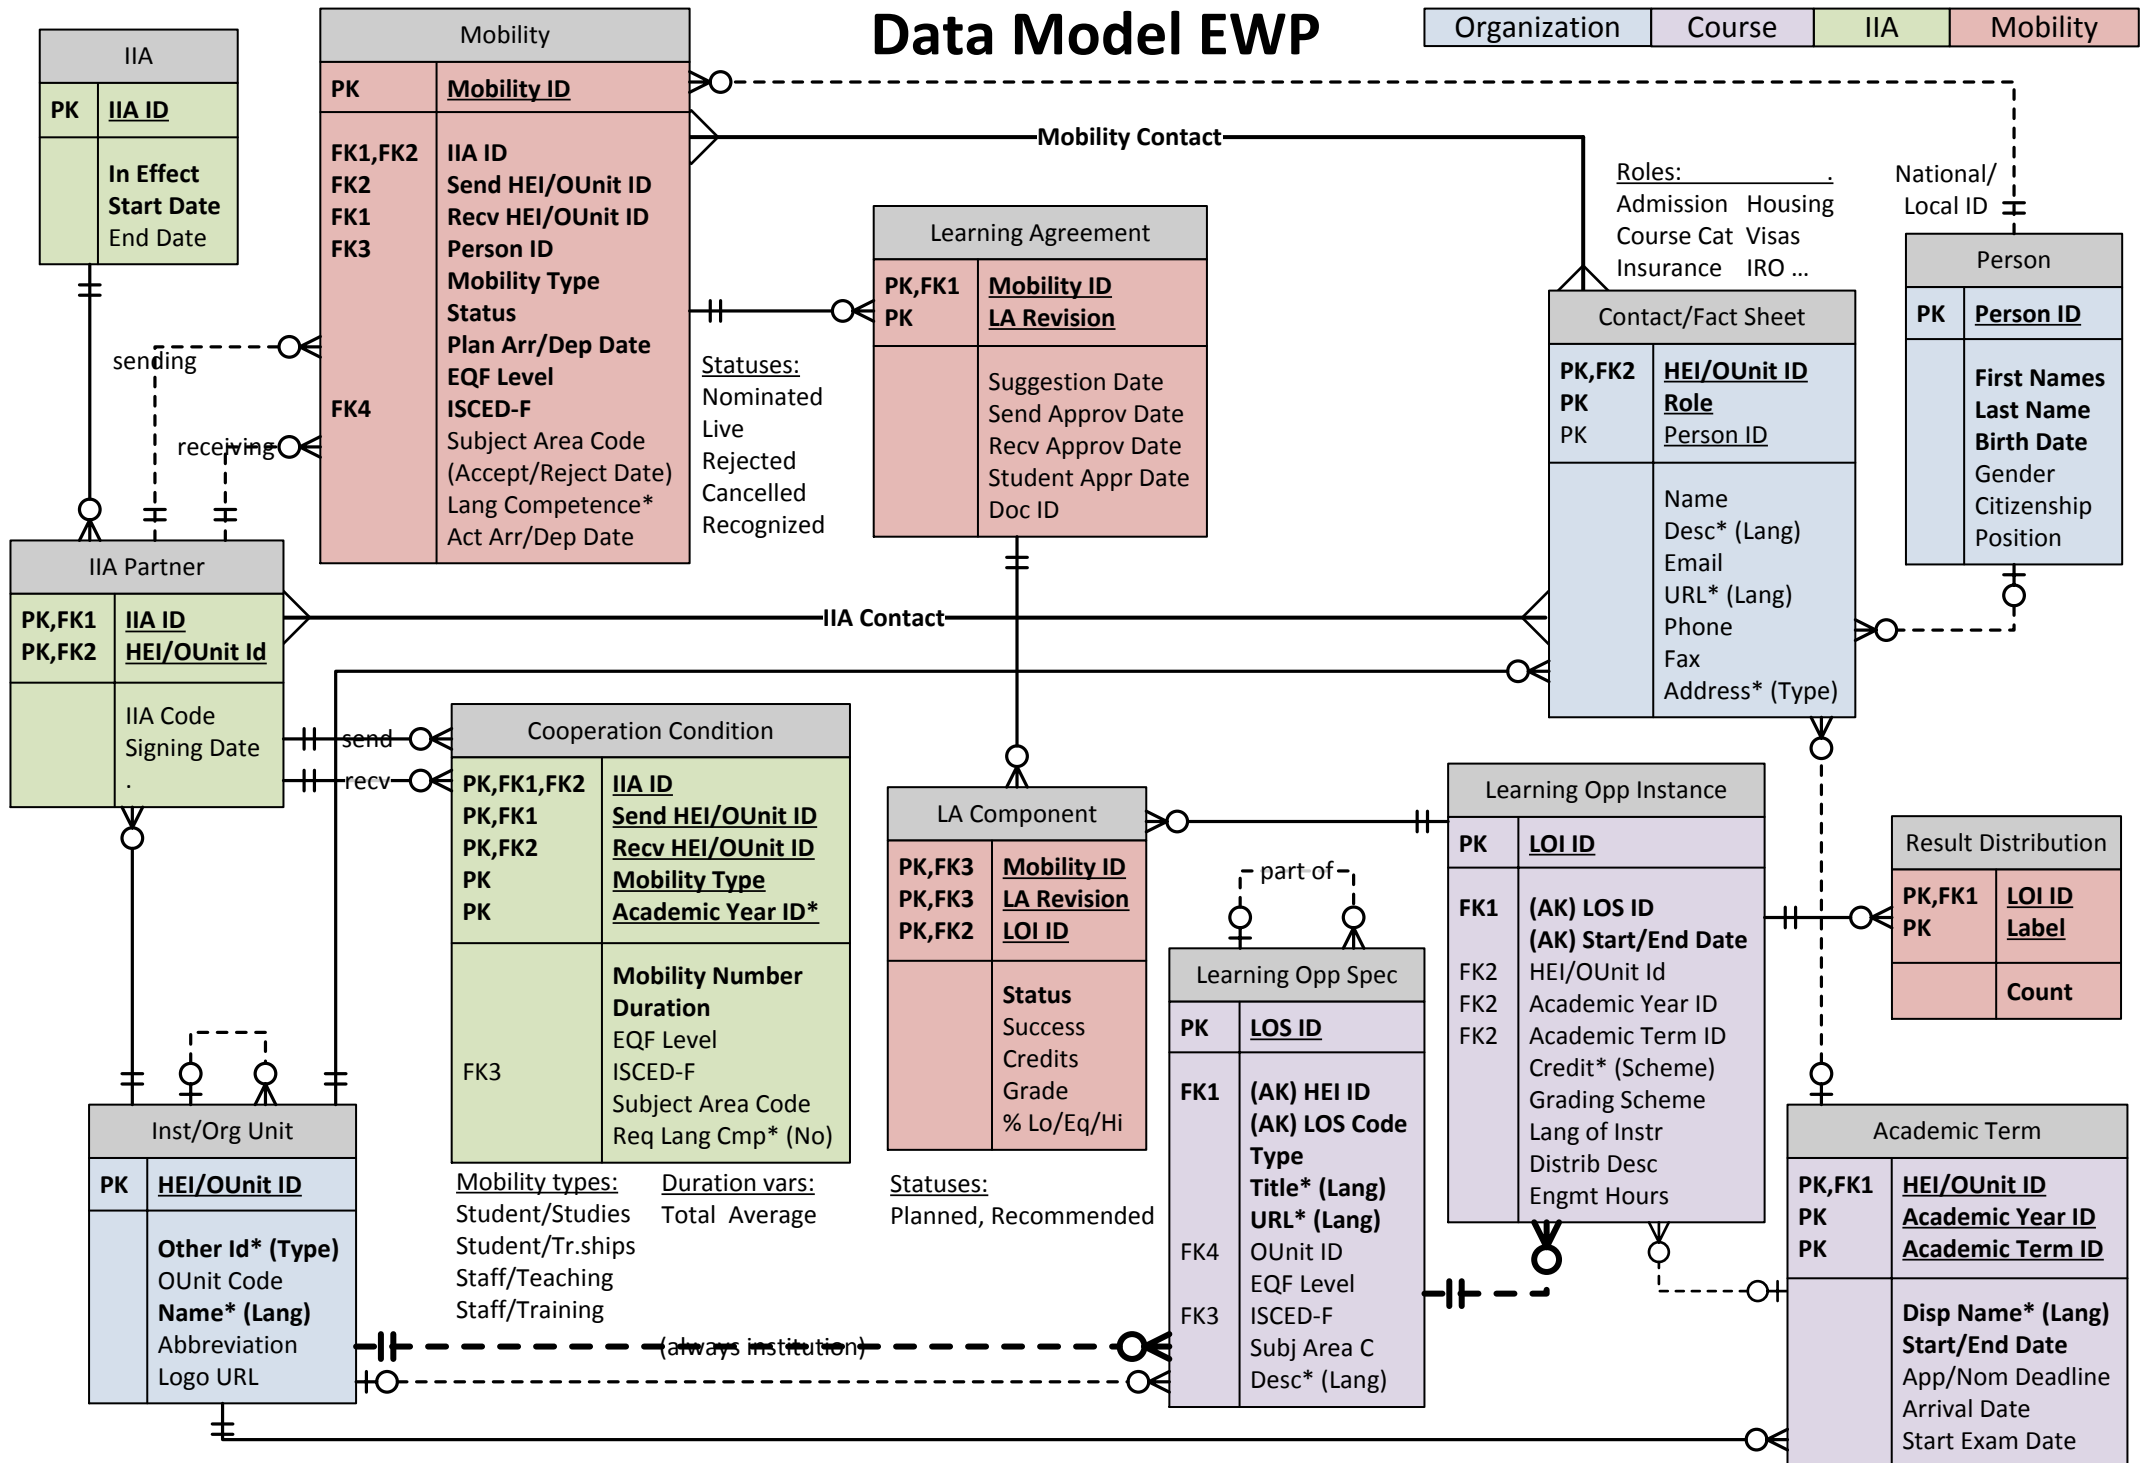 Data Model EWP
Organization Course IIA Mobility
IIA
PK IIA ID
In Effect
Start Date
End Date
Mobility
PK Mobility ID
FK1,FK2 IIA ID
FK2 Send HEI/OUnit ID
FK1 Recv HEI/OUnit ID
FK3 Person ID
Mobility Type
Status
Plan Arr/Dep Date
EQF Level
FK4 ISCED-F
Subject Area Code
(Accept/Reject Date)
Lang Competence*
Act Arr/Dep Date
Mobility Contact
Roles: .
Admission Housing
Course Cat Visas
Insurance IRO ...
National/
Local ID
Learning Agreement
PK,FK1 Mobility ID
PK LA Revision
Suggestion Date
Send Approv Date
Recv Approv Date
Student Appr Date
Doc ID
Statuses:
Nominated
Live
Rejected
Cancelled
Recognized
Contact/Fact Sheet
PK,FK2 HEI/OUnit ID
PK Role
PK Person ID
Name
Desc* (Lang)
Email
URL* (Lang)
Phone
Fax
Address* (Type)
Person
PK Person ID
First Names
Last Name
Birth Date
Gender
Citizenship
Position
sending
receiving
IIA Partner
PK,FK1 IIA ID
PK,FK2 HEI/OUnit Id
IIA Code
Signing Date
.
IIA Contact
send
recv
Cooperation Condition
PK,FK1,FK2 IIA ID
PK,FK1 Send HEI/OUnit ID
PK,FK2 Recv HEI/OUnit ID
PK Mobility Type
PK Academic Year ID*
Mobility Number
Duration
EQF Level
FK3 ISCED-F
Subject Area Code
Req Lang Cmp* (No)
Mobility types:
Student/Studies
Student/Tr.ships
Staff/Teaching
Staff/Training
Duration vars:
Total Average
LA Component
PK,FK3 Mobility ID
PK,FK3 LA Revision
PK,FK2 LOI ID
Status
Success
Credits
Grade
% Lo/Eq/Hi
Statuses:
Planned, Recommended
part of
Learning Opp Spec
PK LOS ID
FK1 (AK) HEI ID
(AK) LOS Code
Type
Title* (Lang)
URL* (Lang)
FK4 OUnit ID
EQF Level
FK3 ISCED-F
Subj Area C
Desc* (Lang)
Learning Opp Instance
PK LOI ID
FK1 (AK) LOS ID
(AK) Start/End Date
FK2 HEI/OUnit Id
FK2 Academic Year ID
FK2 Academic Term ID
Credit* (Scheme)
Grading Scheme
Lang of Instr
Distrib Desc
Engmt Hours
Result Distribution
PK,FK1 LOI ID
PK Label
Count
Inst/Org Unit
PK HEI/OUnit ID
Other Id* (Type)
OUnit Code
Name* (Lang)
Abbreviation
Logo URL
(always institution)
Academic Term
PK,FK1 HEI/OUnit ID
PK Academic Year ID
PK Academic Term ID
Disp Name* (Lang)
Start/End Date
App/Nom Deadline
Arrival Date
Start Exam Date